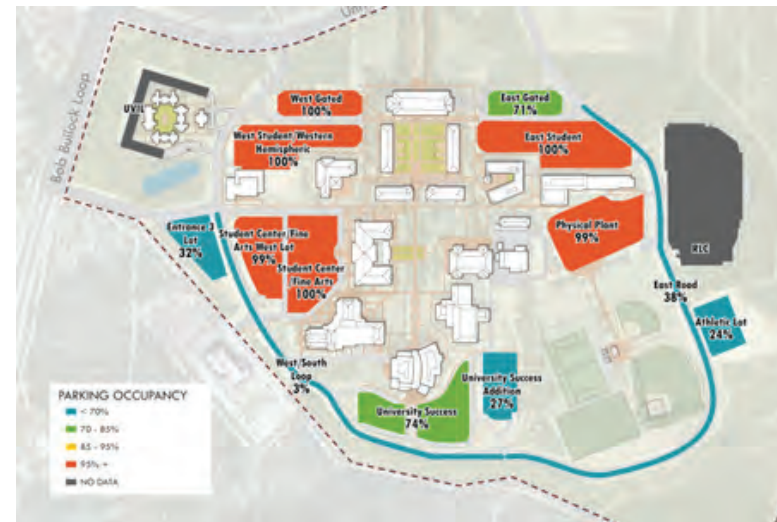 Uni
Bob Bullock Loop
UVIL
West Gated
100%
East Gated
71%
West Student/Western
Hemispheric
100%
East Student
100%
Entrance 3
Lot
32%
Student Center/Fine
Arts West Lot
99%
Student Center
/Fine Arts
100%
Physical Plant
99%
RLC
East Road
38%
Athletic Lot
24%
West/South
Loop
3%
University Success
Addition
27%
University Success
74%
PARKING OCCUPANCY
< 70%
70 - 85%
85 - 95%
95% +
NO DATA